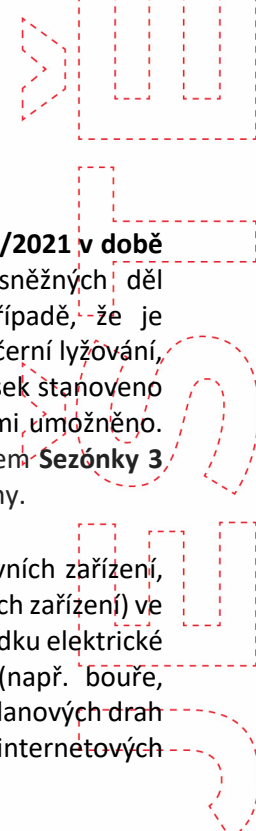 /2021 v době
sněžných děl
řípadě, že je
černí lyžování,
sek stanoveno
mi umožněno.
em Sezónky 3
ny.
vních zařízení,
ch zařízení) ve
dku elektrické
(např. bouře,
lanových drah
internetových